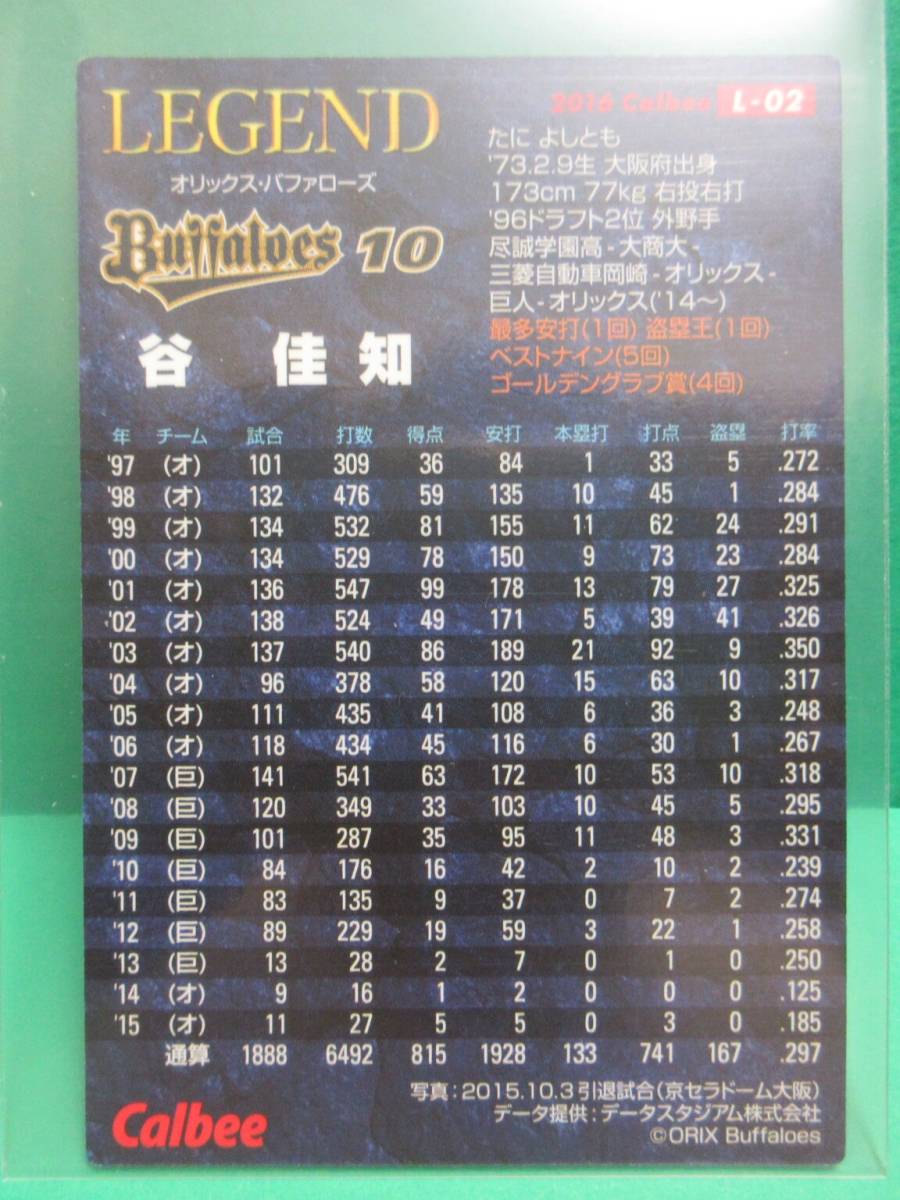 LEGEND
オリックス・バファローズ
Buffaloes 10
谷 佳知
2016 Calbee L-02
たに よしとも
'73.2.9生 大阪府出身
173cm 77kg 右投右打
'96ドラフト2位 外野手
尽誠学園高-大商大-
三菱自動車岡崎-オリックス-
巨人-オリックス('14〜)
最多安打(1回) 盗塁王(1回)
ベストナイン(5回)
ゴールデングラブ賞(4回)
年 チーム 試合 打数 得点 安打 本塁打 打点 盗塁 打率
'97 (オ) 101 309 36 84 1 33 5 .272
'98 (オ) 132 476 59 135 10 45 1 .284
'99 (オ) 134 532 81 155 11 62 24 .291
'00 (オ) 134 529 78 150 9 73 23 .284
'01 (オ) 136 547 99 178 13 79 27 .325
'02 (オ) 138 524 49 171 5 39 41 .326
'03 (オ) 137 540 86 189 21 92 9 .350
'04 (オ) 96 378 58 120 15 63 10 .317
'05 (オ) 111 435 41 108 6 36 3 .248
'06 (オ) 118 434 45 116 6 30 1 .267
'07 (巨) 141 541 63 172 10 53 10 .318
'08 (巨) 120 349 33 103 10 45 5 .295
'09 (巨) 101 287 35 95 11 48 3 .331
'10 (巨) 84 176 16 42 2 10 2 .239
'11 (巨) 83 135 9 37 0 7 2 .274
'12 (巨) 89 229 19 59 3 22 1 .258
'13 (巨) 13 28 2 7 0 1 0 .250
'14 (オ) 9 16 1 2 0 0 0 .125
'15 (オ) 11 27 5 5 0 3 0 .185
通算 1888 6492 815 1928 133 741 167 .297
写真:2015.10.3引退試合(京セラドーム大阪)
データ提供:データスタジアム株式会社
©ORIX Buffaloes
Calbee